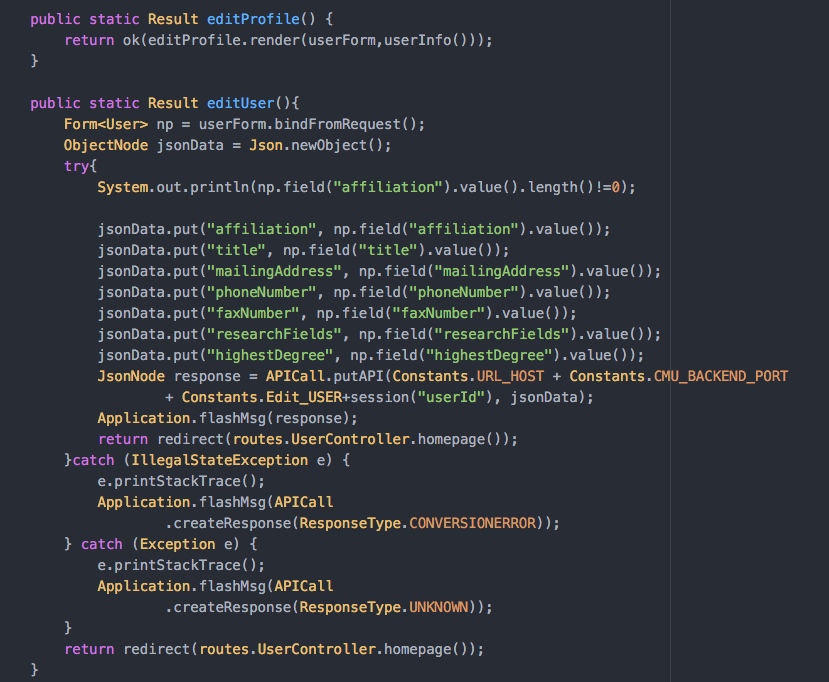 public static Result editProfile() {
return ok(editProfile.render(userForm,userInfo()));
}
public static Result editUser(){
Form<User> np = userForm.bindFromRequest();
ObjectNode jsonData = Json.newObject();
try{
System.out.println(np.field("affiliation").value().length()!=0);
jsonData.put("affiliation", np.field("affiliation").value());
jsonData.put("title", np.field("title").value());
jsonData.put("mailingAddress", np.field("mailingAddress").value());
jsonData.put("phoneNumber", np.field("phoneNumber").value());
jsonData.put("faxNumber", np.field("faxNumber").value());
jsonData.put("researchFields", np.field("researchFields").value());
jsonData.put("highestDegree", np.field("highestDegree").value());
JsonNode response = APICall.putAPI(Constants.URL_HOST + Constants.CMU_BACKEND_PORT
+ Constants.Edit_USER+session("userId"), jsonData);
Application.flashMsg(response);
return redirect(routes.UserController.homepage());
}catch (IllegalStateException e) {
e.printStackTrace();
Application.flashMsg(APICall
.createResponse(ResponseType.CONVERSIONERROR));
} catch (Exception e) {
e.printStackTrace();
Application.flashMsg(APICall
.createResponse(ResponseType.UNKNOWN));
}
return redirect(routes.UserController.homepage());
}